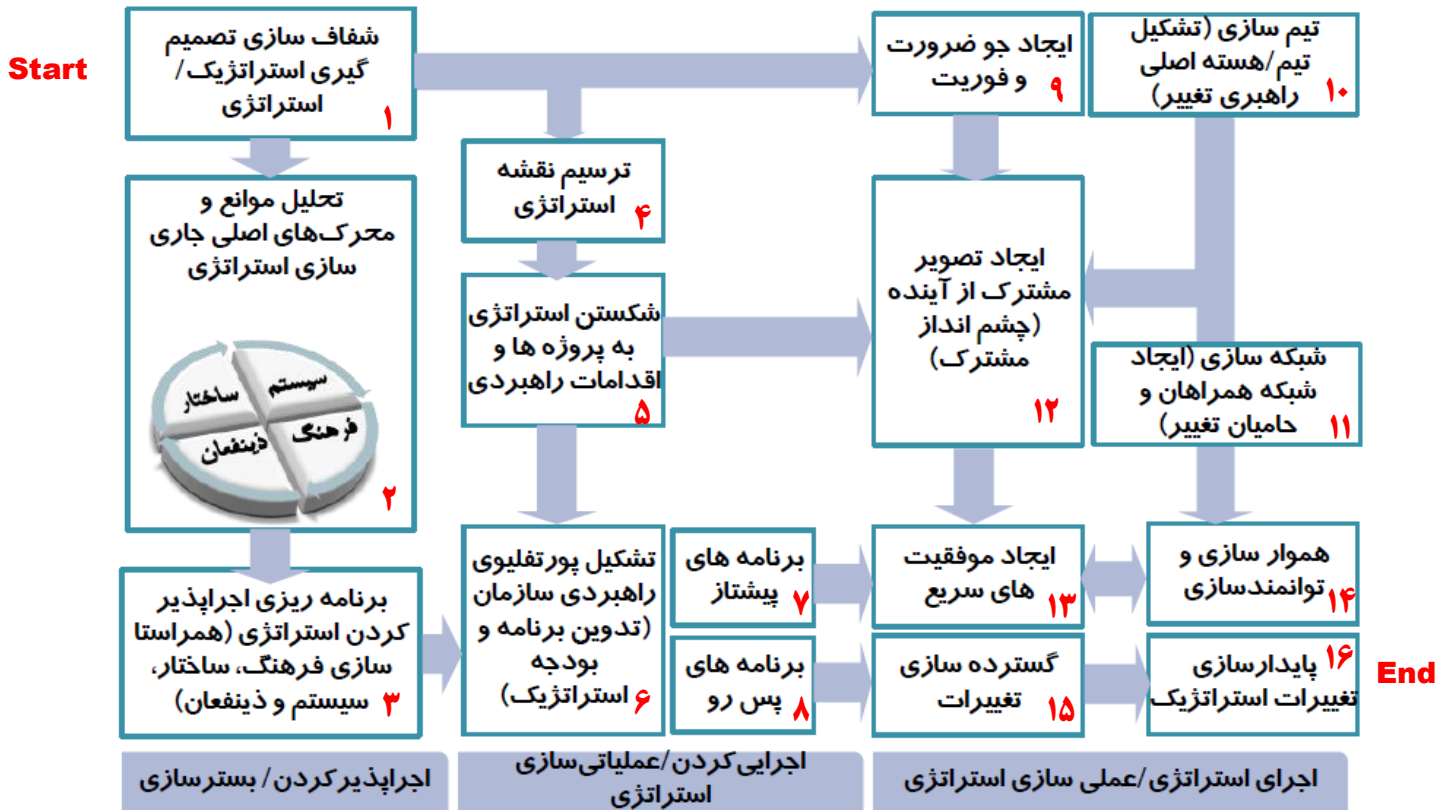 Start
شفاف سازی تصمیم
گیری استراتژیک/
استراتژی
۱
تحلیل موانع و
محرک‌های اصلی جاری
سازی استراتژی
سیستم
ساختار
فرهنگ
ذینفعان
۲
برنامه ریزی اجراپذیر
کردن استراتژی (همراستا
سازی فرهنگ، ساختار،
سیستم و ذینفعان)
۳
ترسیم نقشه
استراتژی
۴
شکستن استراتژی
به پروژه ها و
اقدامات راهبردی
۵
تشکیل پورتفلیوی
راهبردی سازمان
(تدوین برنامه و
بودجه
استراتژیک)
۶
برنامه های
پیشتاز
۷
برنامه های
پس رو
۸
ایجاد جو ضرورت
و فوریت
۹
تیم سازی (تشکیل
تیم/هسته اصلی
راهبری تغییر)
۱۰
شبکه سازی (ایجاد
شبکه همراهان و
حامیان تغییر)
۱۱
ایجاد تصویر
مشترک از آینده
(چشم انداز
مشترک)
۱۲
ایجاد موفقیت
های سریع
۱۳
هموار سازی و
توانمندسازی
۱۴
گسترده سازی
تغییرات
۱۵
پایدارسازی
تغییرات استراتژیک
۱۶
End
اجراپذیر کردن/ بسترسازی
اجرایی کردن/عملیاتی‌سازی
استراتژی
اجرای استراتژی/عملی سازی استراتژی